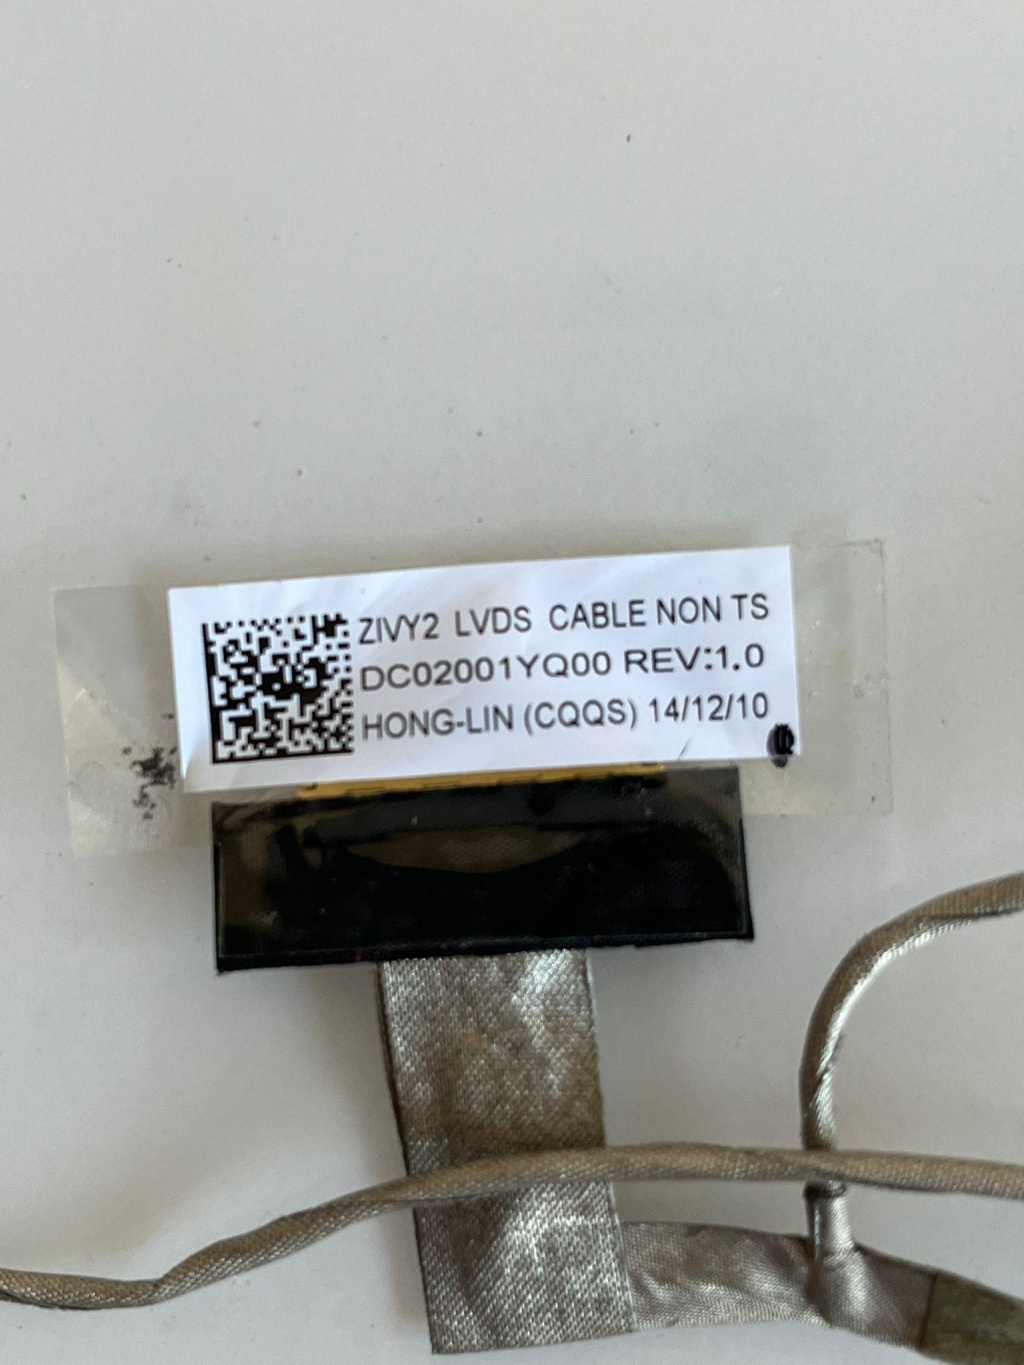 ZIVY2 LVDS CABLE NON TS
DC02001YQ00 REV:1.0
HONG-LIN (CQQS) 14/12/10